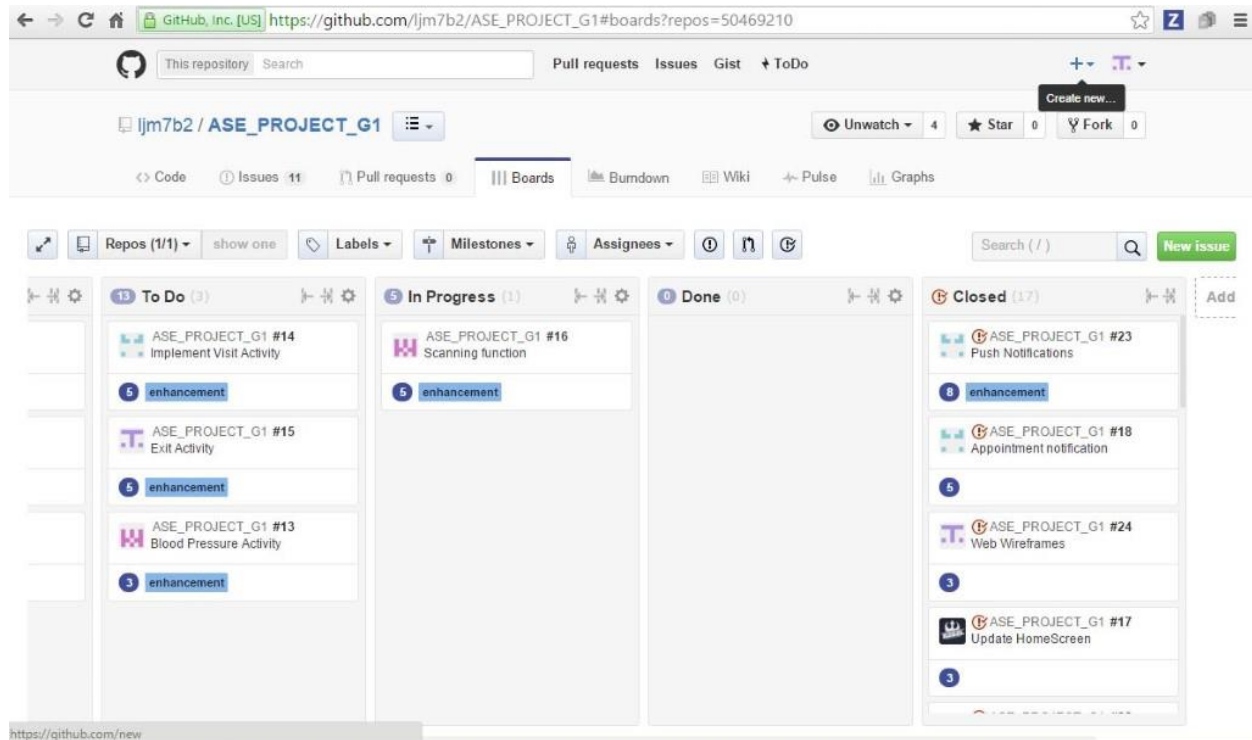 GitHub, Inc. [US] https://github.com/ljm7b2/ASE_PROJECT_G1#boards?repos=50469210
Z
This repository Search Pull requests Issues Gist ToDo
Create new...
ljm7b2 / ASE_PROJECT_G1 Unwatch 4 Star 0 Fork 0
Code Issues 11 Pull requests 0 Boards Burndown Wiki Pulse Graphs
Repos (1/1) show one Labels Milestones Assignees Search ( / ) New issue
13 To Do (3)
ASE_PROJECT_G1 #14
Implement Visit Activity
5 enhancement
ASE_PROJECT_G1 #15
Exit Activity
5 enhancement
ASE_PROJECT_G1 #13
Blood Pressure Activity
3 enhancement
5 In Progress (1)
ASE_PROJECT_G1 #16
Scanning function
5 enhancement
0 Done (0)
Closed (17)
ASE_PROJECT_G1 #23
Push Notifications
8 enhancement
ASE_PROJECT_G1 #18
Appointment notification
5
ASE_PROJECT_G1 #24
Web Wireframes
3
ASE_PROJECT_G1 #17
Update HomeScreen
3
Add
https://github.com/new